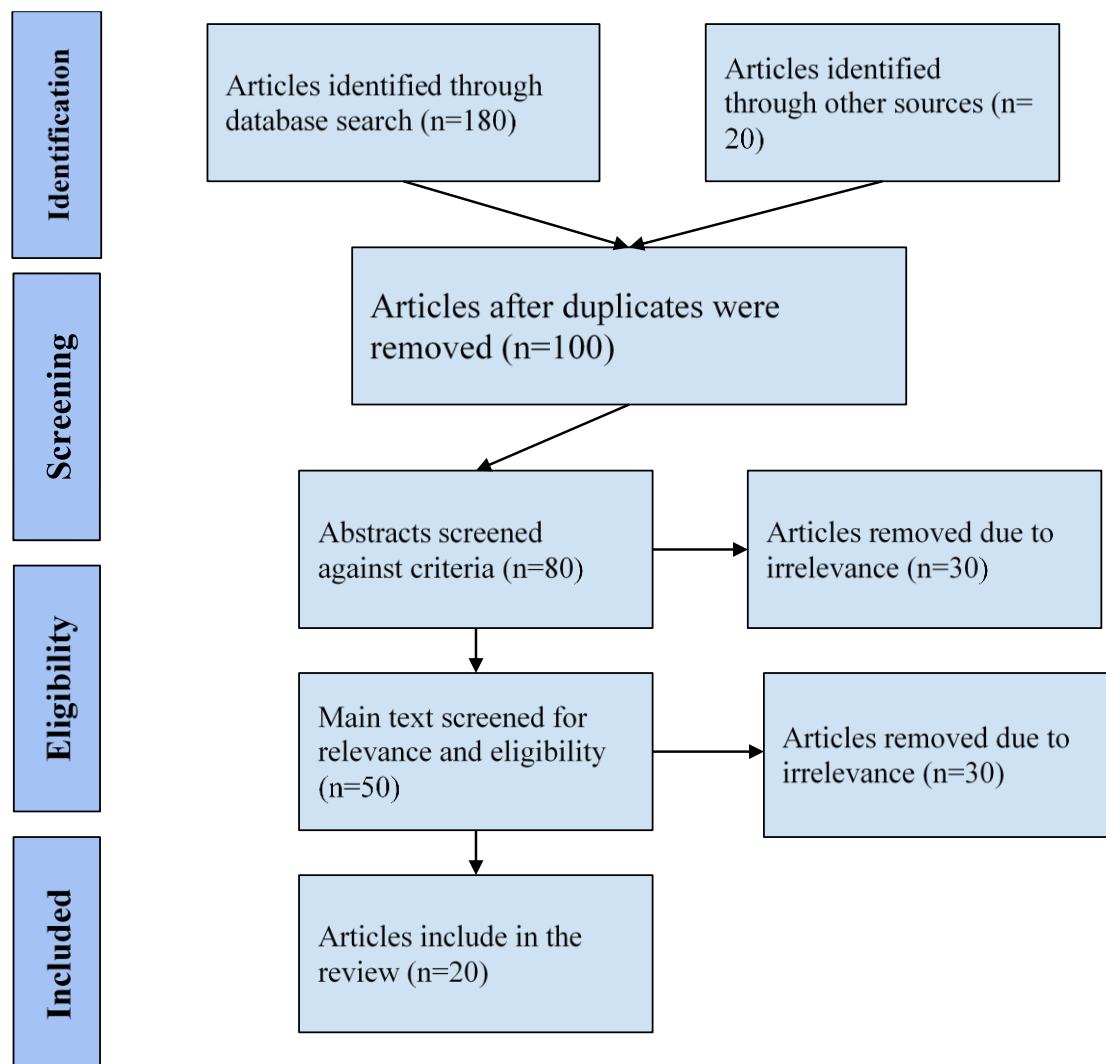 Identification
Articles identified through
database search (n=180)
Articles identified
through other sources (n=
20)
Screening
Articles after duplicates were
removed (n=100)
Abstracts screened
against criteria (n=80)
Articles removed due to
irrelevance (n=30)
Eligibility
Main text screened for
relevance and eligibility
(n=50)
Articles removed due to
irrelevance (n=30)
Included
Articles include in the
review (n=20)